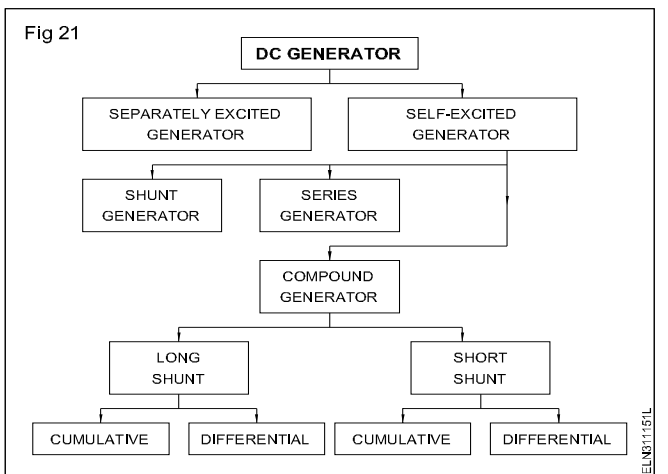 Fig 21
DC GENERATOR
SEPARATELY EXCITED
GENERATOR
SELF-EXCITED
GENERATOR
SHUNT
GENERATOR
SERIES
GENERATOR
COMPOUND
GENERATOR
LONG
SHUNT
SHORT
SHUNT
CUMULATIVE
DIFFERENTIAL
CUMULATIVE
DIFFERENTIAL
ELN311151L